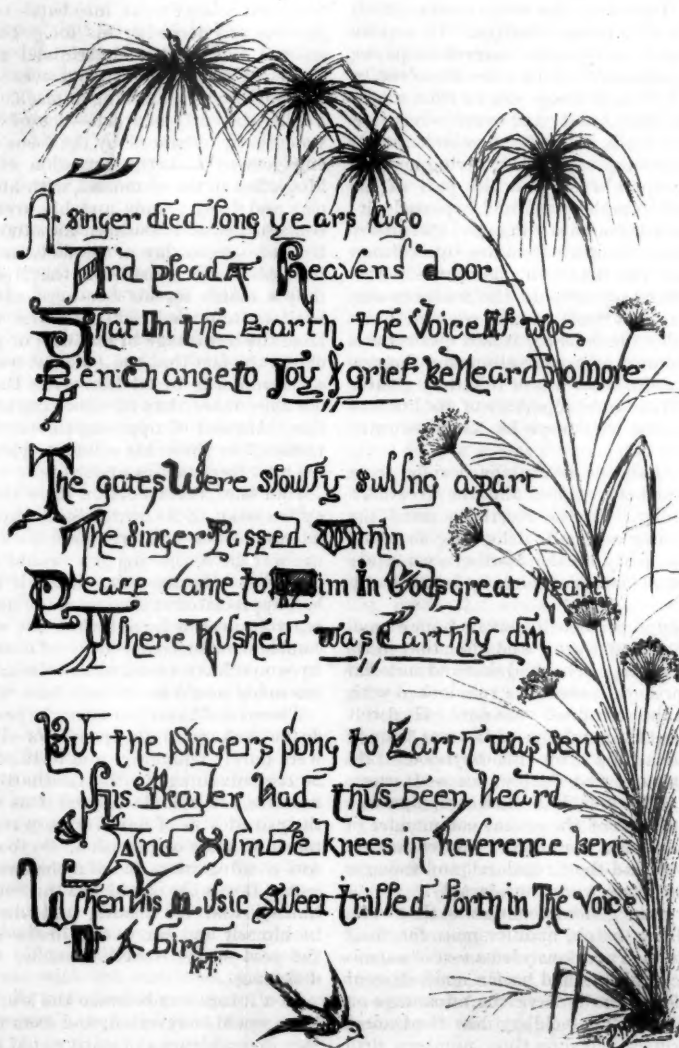 A Singer died long years Ago
And plead At Heavens door
That On the Earth the Voice Of woe
E'en Change to Joy & grief be Heard no more
The gates Were slowly swung apart
The Singer Passed Within
Peace Came to Him In Gods great Heart
Where Hushed was Earthly din
But the Singers Song to Earth was sent
Had thus been Heard
And Humble knees in Reverence bent
When this Music Sweet trilled forth in The Voice
Of A bird